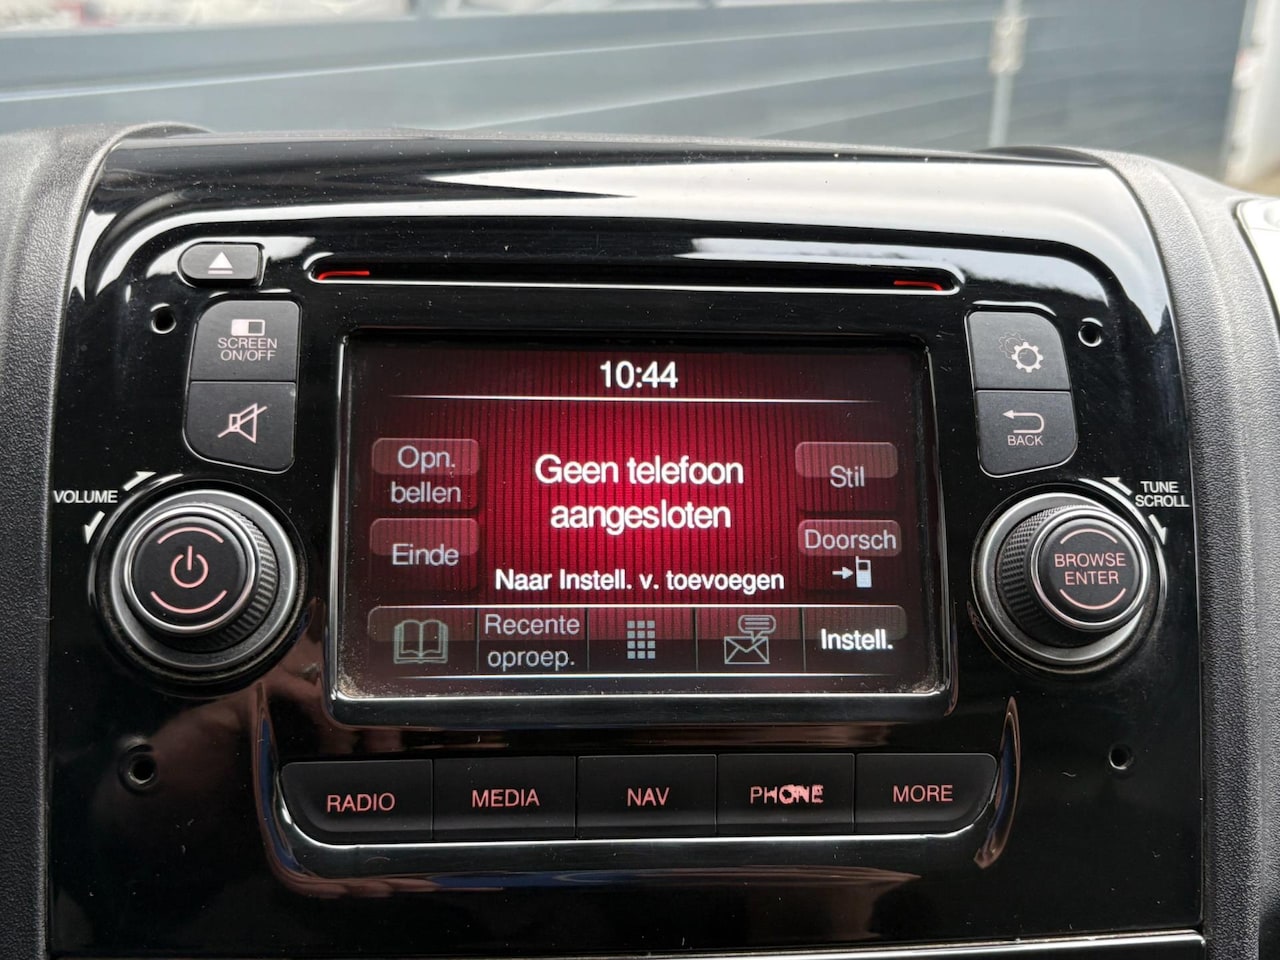 SCREEN
ON/OFF
VOLUME
10:44
Opn.
bellen
Einde
Geen telefoon
aangesloten
Naar Instell. v. toevoegen
Stil
Doorsch
Recente
oproep.
Instell.
BACK
TUNE
SCROLL
BROWSE
ENTER
RADIO
MEDIA
NAV
PHONE
MORE